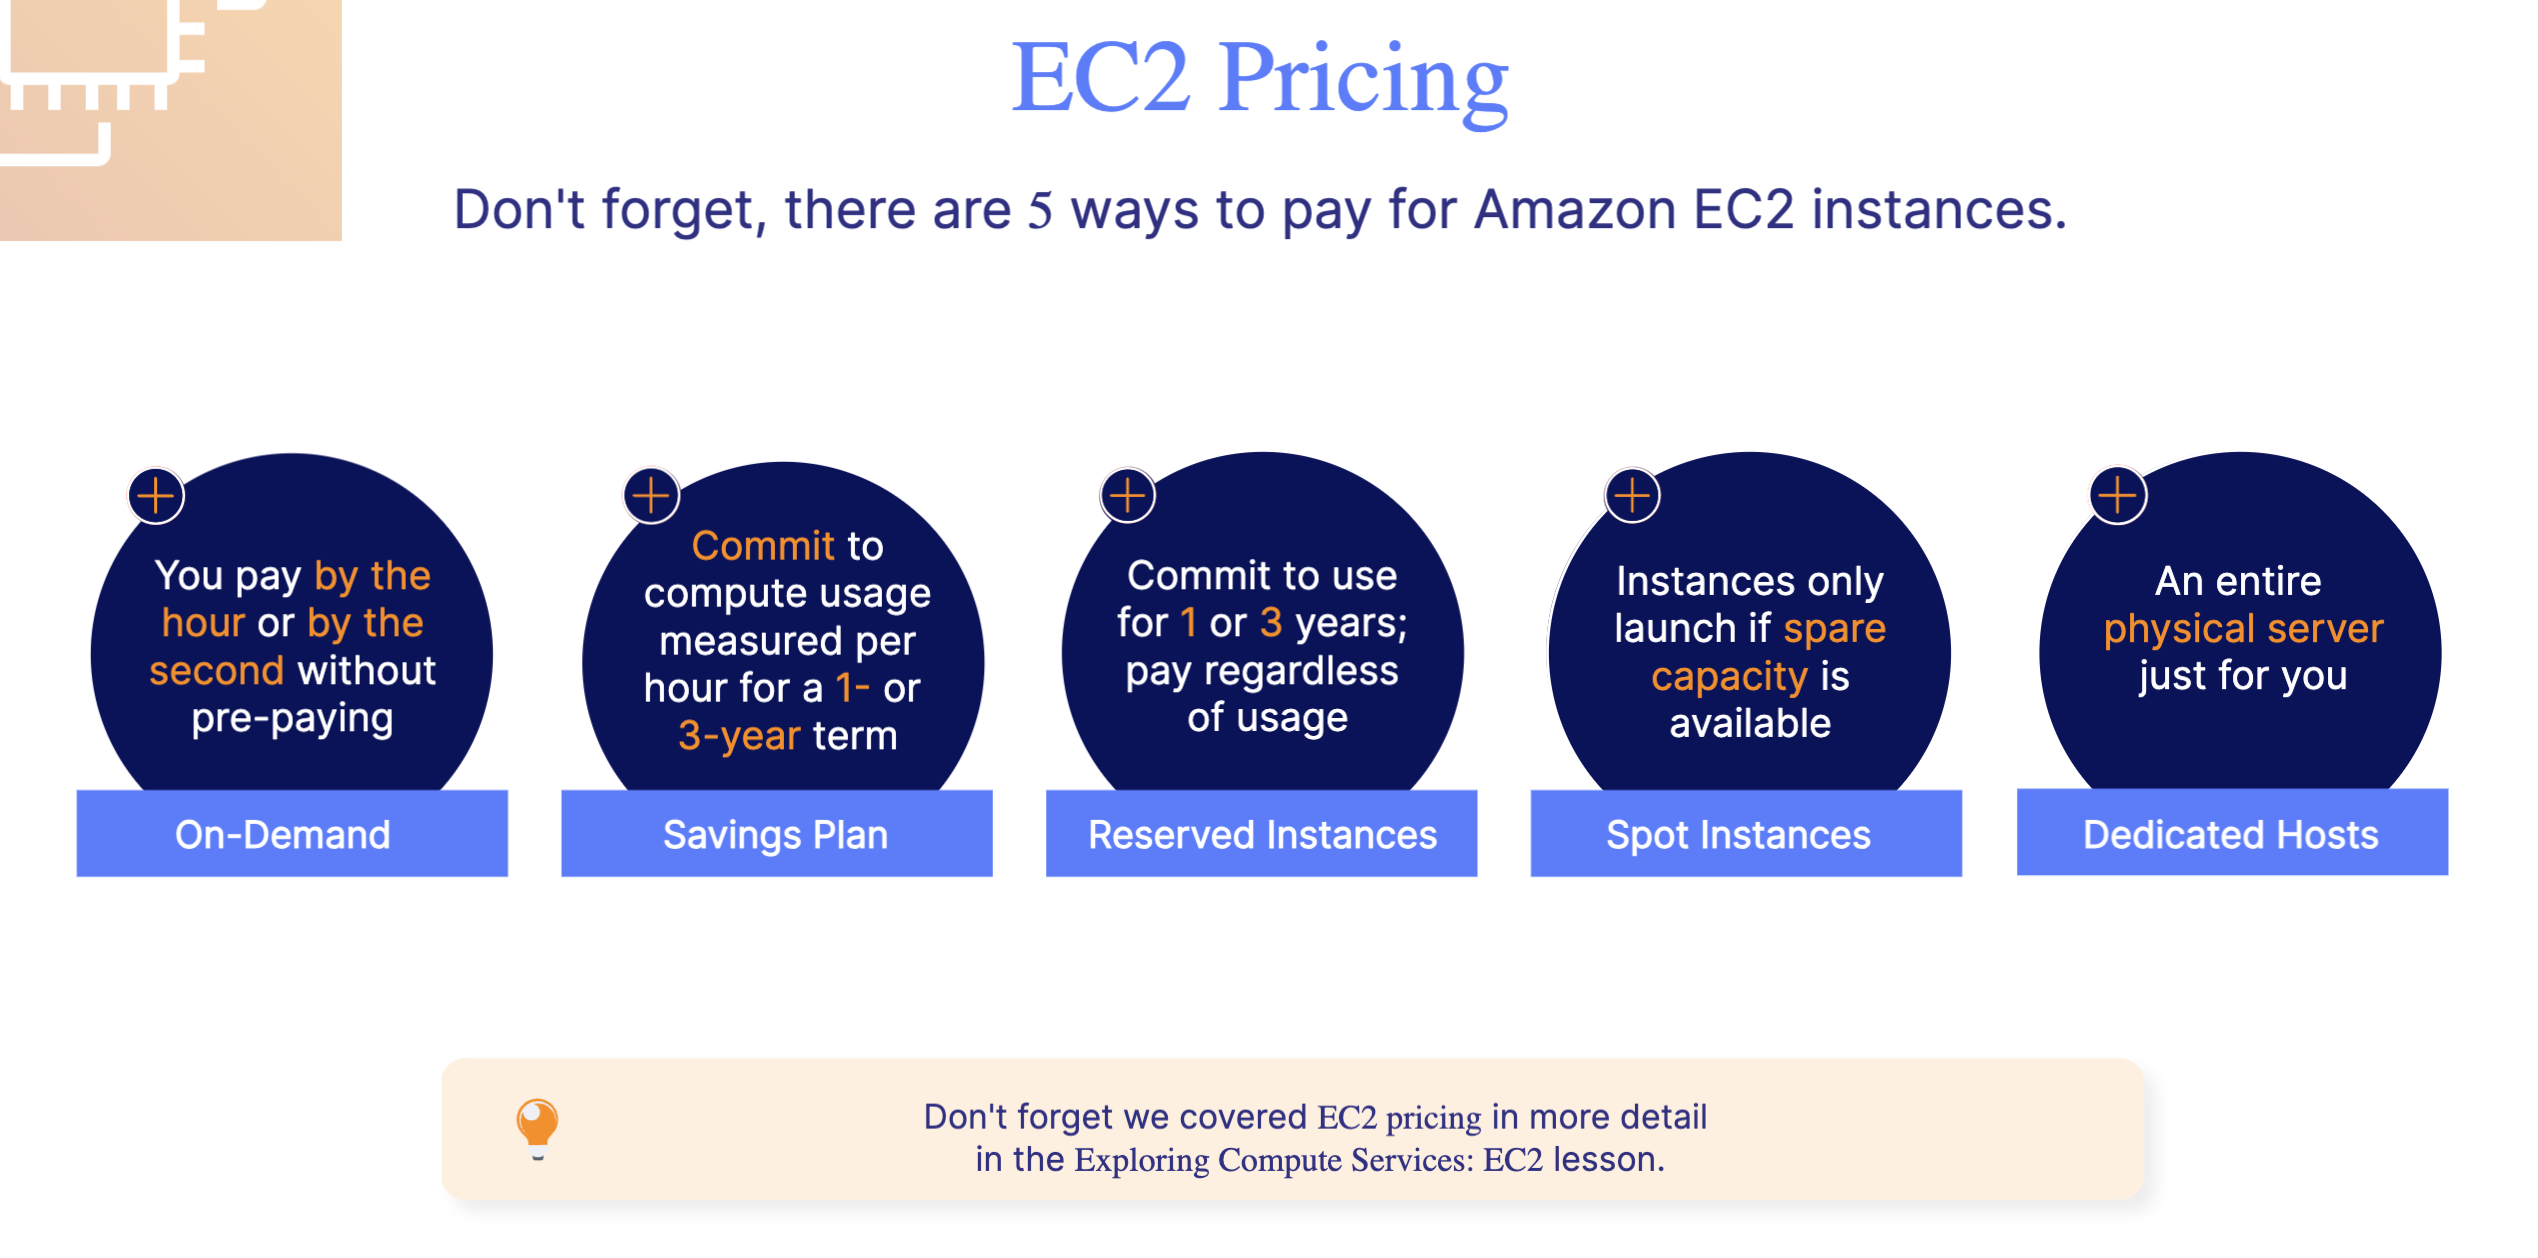 EC2 Pricing
Don't forget, there are 5 ways to pay for Amazon EC2 instances.
You pay by the
hour or by the
second without
pre-paying
On-Demand
Commit to
compute usage
measured per
hour for a 1- or
3-year term
Savings Plan
Commit to use
for 1 or 3 years;
pay regardless
of usage
Reserved Instances
Instances only
launch if spare
capacity is
available
Spot Instances
An entire
physical server
just for you
Dedicated Hosts
Don't forget we covered EC2 pricing in more detail
in the Exploring Compute Services: EC2 lesson.